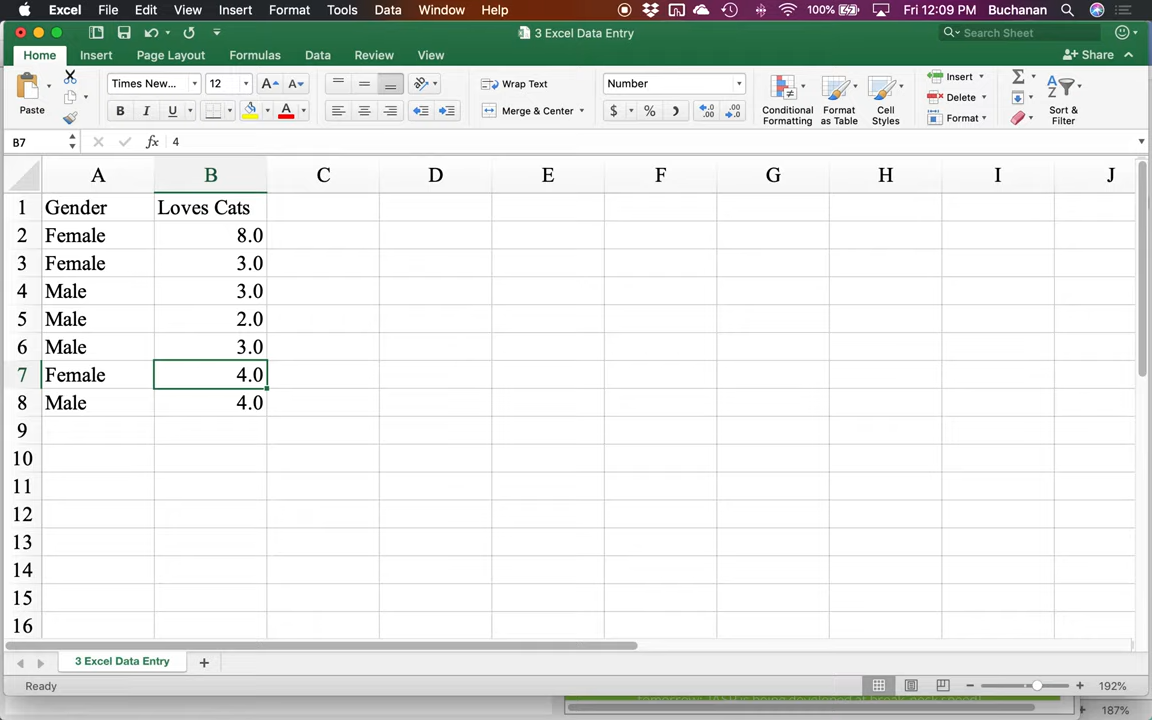 Excel File Edit View Insert Format Tools Data Window Help 100% Fri 12:09 PM Buchanan
3 Excel Data Entry Search Sheet
Home Insert Page Layout Formulas Data Review View Share
Paste Times New... 12 Wrap Text Number Conditional Formatting Format as Table Cell Styles Insert Sort & Filter
Delete
B I U A Merge & Center $ % Format
B7 fx 4
A B C D E F G H I J
1 Gender Loves Cats
2 Female 8.0
3 Female 3.0
4 Male 3.0
5 Male 2.0
6 Male 3.0
7 Female 4.0
8 Male 4.0
9
10
11
12
13
14
15
16
3 Excel Data Entry
Ready 192%
187%